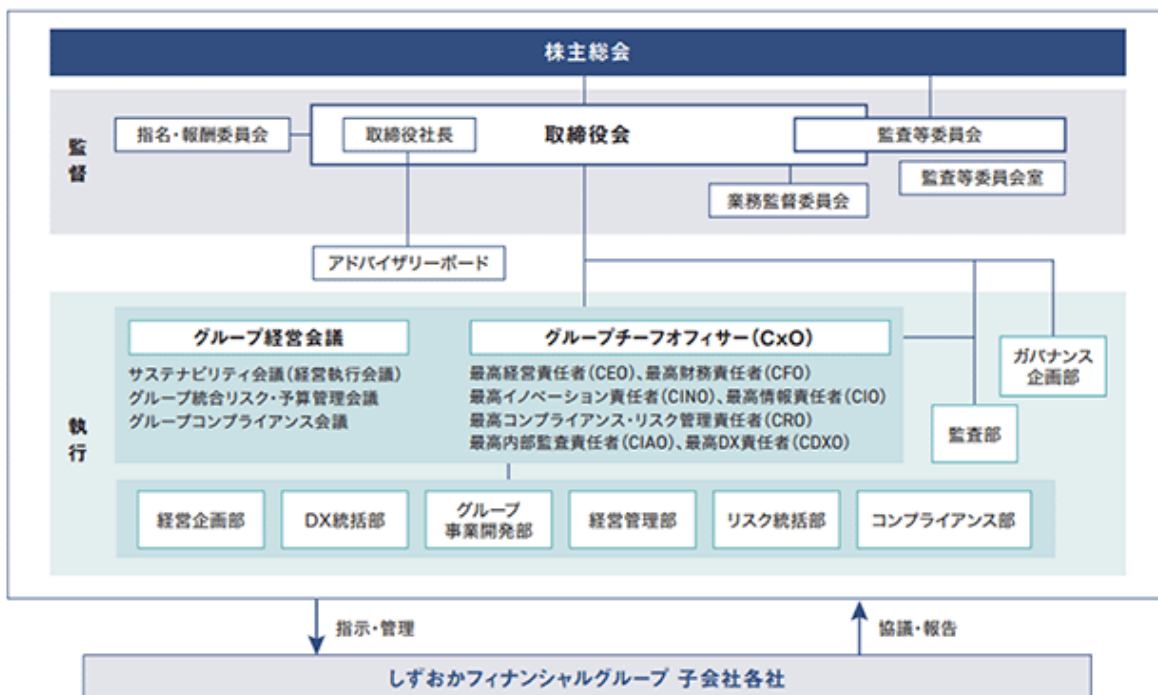 株主総会
監督
指名・報酬委員会
取締役社長
取締役会
監査等委員会
監査等委員会室
業務監督委員会
アドバイザリーボード
執行
グループ経営会議
サステナビリティ会議(経営執行会議)
グループ統合リスク・予算管理会議
グループコンプライアンス会議
グループチーフオフィサー(CxO)
最高経営責任者(CEO)、最高財務責任者(CFO)
最高イノベーション責任者(CINO)、最高情報責任者(CIO)
最高コンプライアンス・リスク管理責任者(CRO)
最高内部監査責任者(CIAO)、最高DX責任者(CDXO)
ガバナンス
企画部
監査部
経営企画部
DX統括部
グループ
事業開発部
経営管理部
リスク統括部
コンプライアンス部
指示・管理
協議・報告
しずおかフィナンシャルグループ 子会社各社